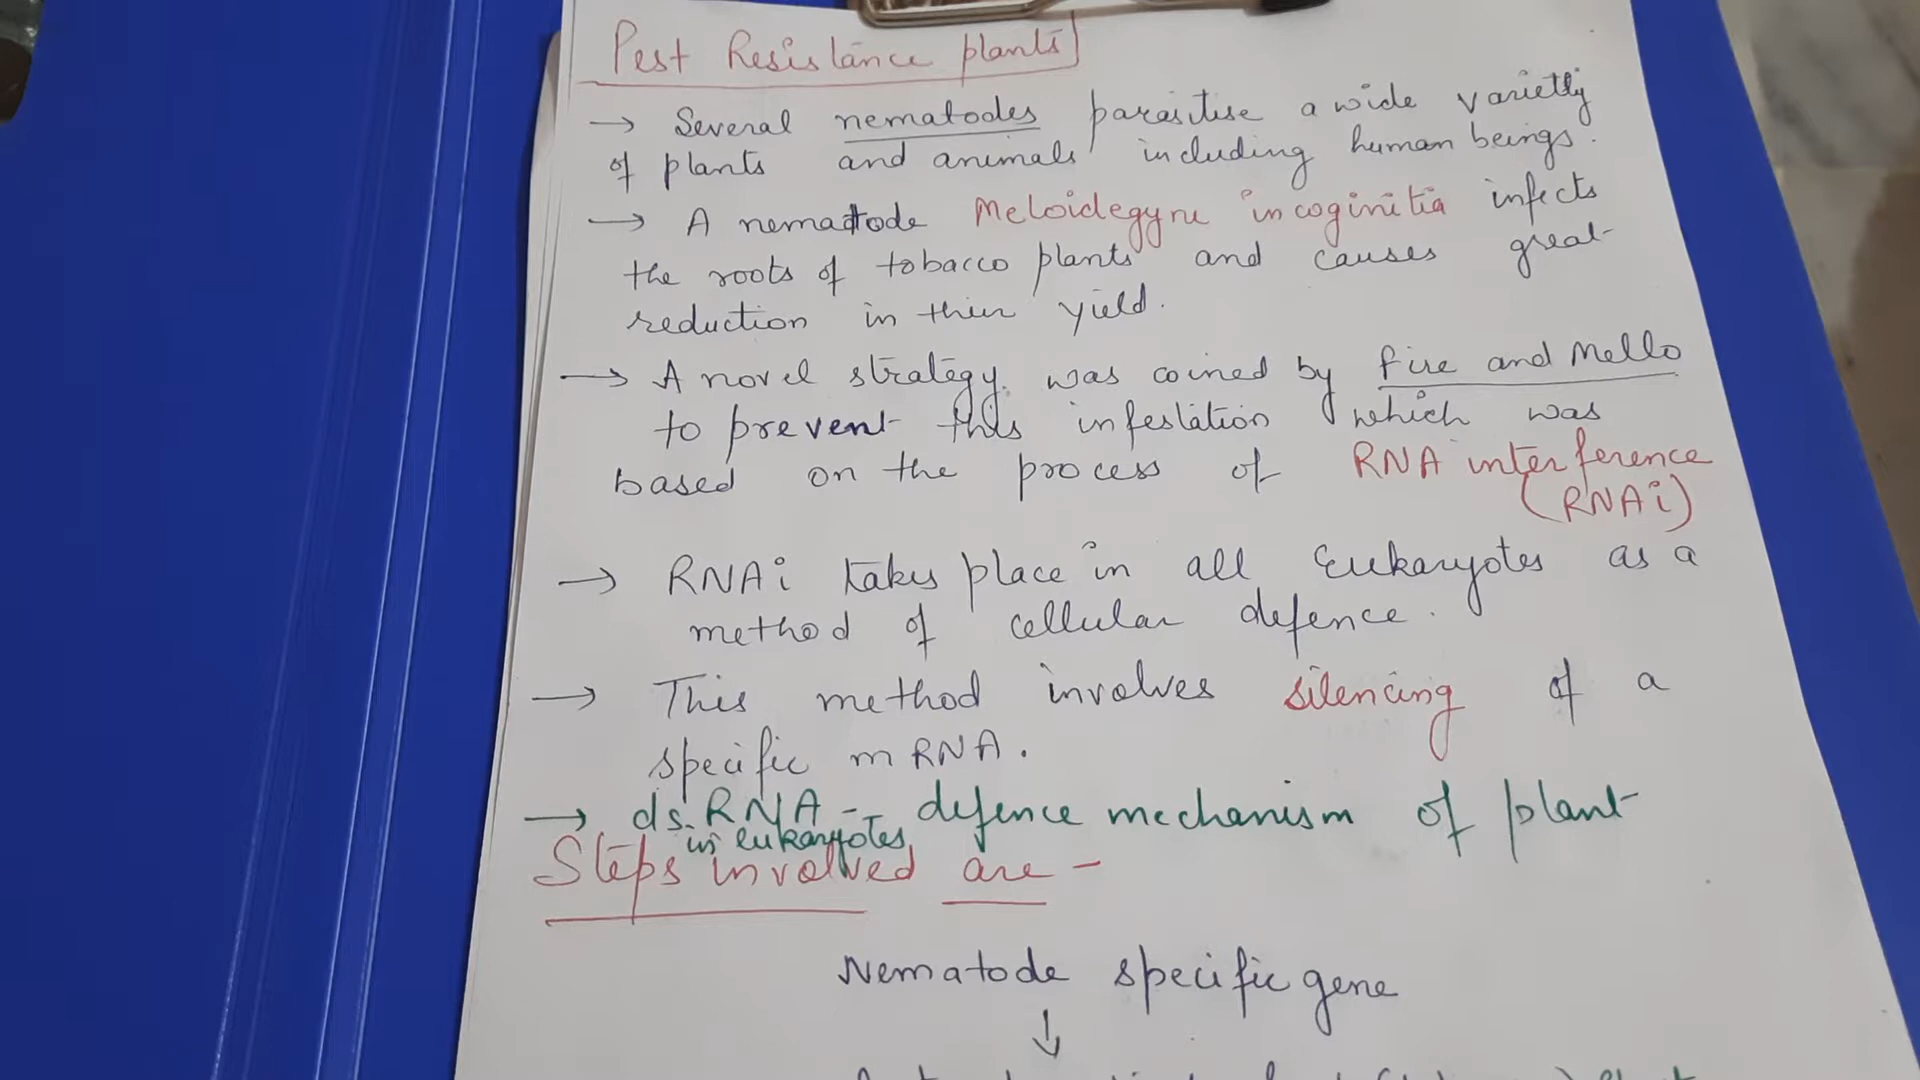 Pest Resistance plants
→ Several nematodes parasitise a wide varietly
of plants and animals including human beings.
→ A nematode Meloidegyne incoginitia infects
the roots of tobacco plants and causes great
reduction in their yield.
→ A novel strategy was coined by Fire and Mello
to prevent this infestation which was
based on the process of RNA interference
(RNAi)
→ RNAi takes place in all Eukaryotes as a
method of cellular defence.
→ This method involves silencing of a
specific mRNA.
→ ds.RNA - defence mechanism of plant
in eukaryotes
Steps involved are -
Nematode specific gene
↓